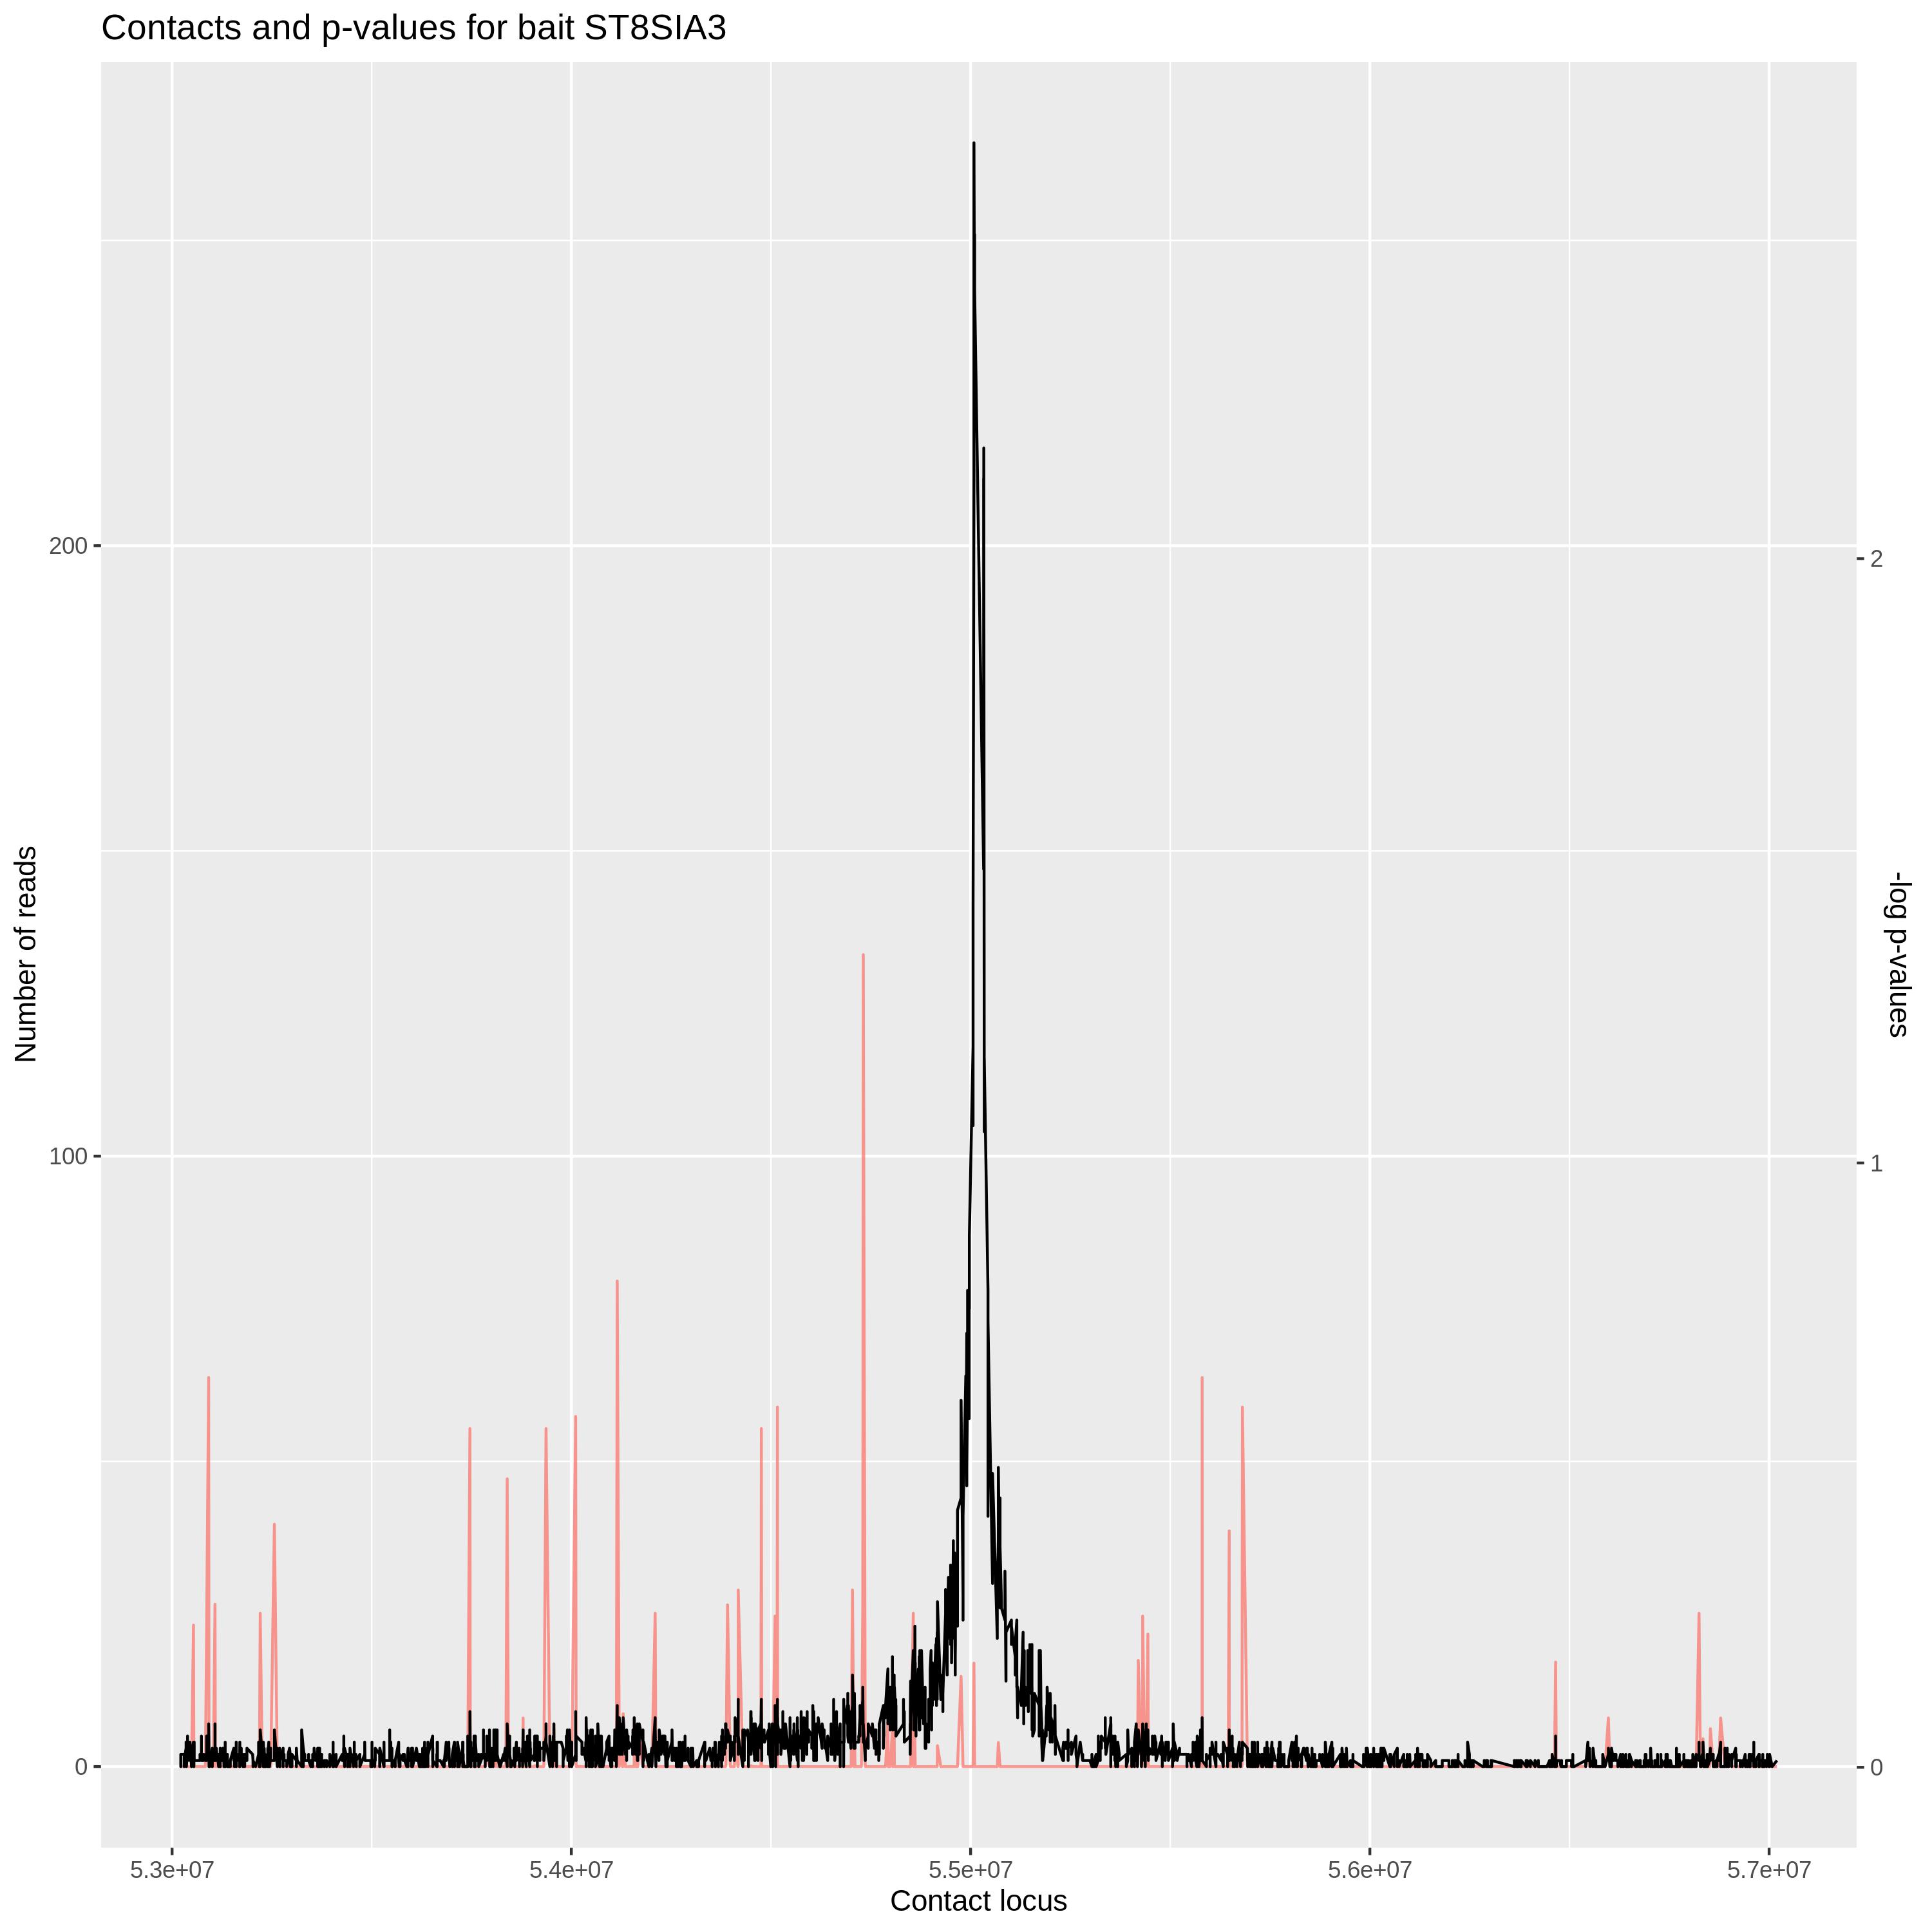 Contacts and p-values for bait ST8SIA3
Number of reads
200
100
0
2
1
0
-log p-values
5.3e+07
5.4e+07
5.5e+07
5.6e+07
5.7e+07
Contact locus